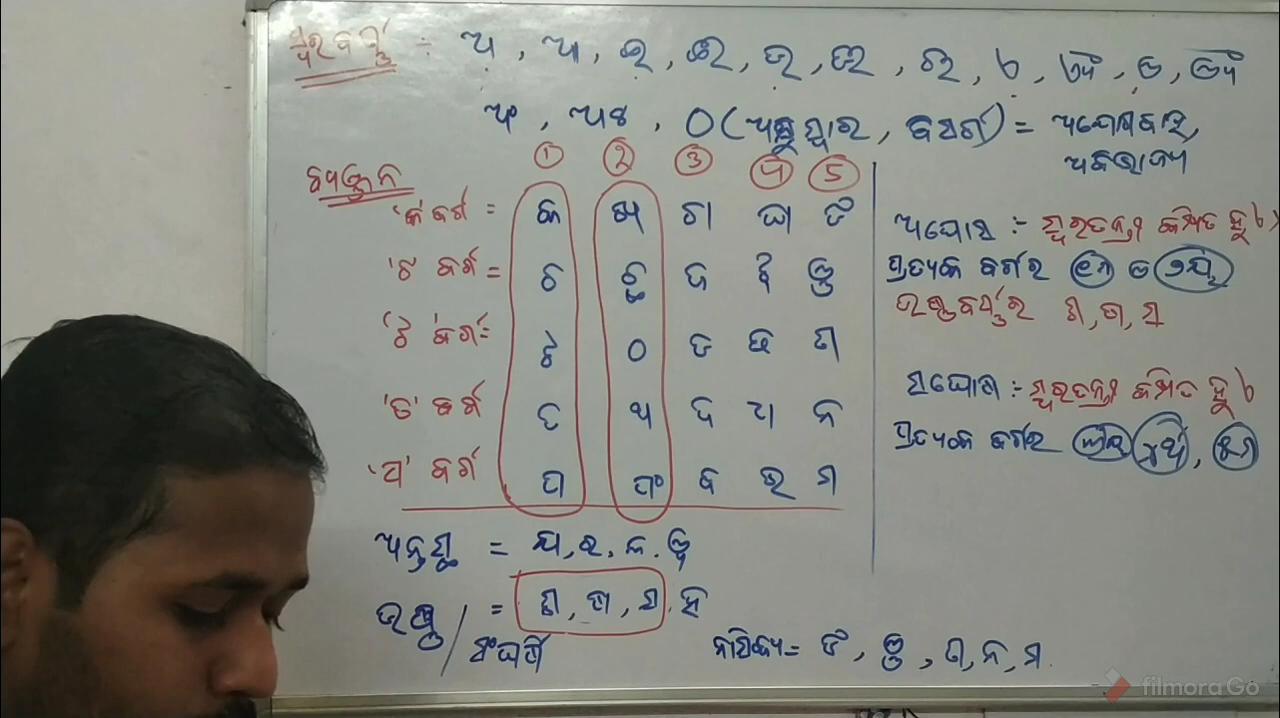 ସ୍ୱରବର୍ଣ୍ଣ : ଅ, ଆ, ଇ, ଈ, ଉ, ଊ, ଋ, ଏ, ଐ, ଓ, ଔ
ଅଂ, ଅଃ, ଠ (ଅନୁସ୍ୱାର, ବିସର୍ଗ) = ଅଯୋଗବାହ,
① ② ③ ④ ⑤
ବ୍ୟଞ୍ଜନ
'କ' ବର୍ଗ = କ ଖ ଗ ଘ ଙ
'ଚ' ବର୍ଗ = ଚ ଛ ଜ ଝ ଞ
'ଟ' ବର୍ଗ = ଟ ଠ ଡ ଢ ଣ
'ତ' ବର୍ଗ ତ ଥ ଦ ଧ ନ
'ପ' ବର୍ଗ ପ ଫ ବ ଭ ମ
ଅନ୍ତସ୍ଥ = ଯ, ର, ଳ, ୱ
ଉଷ୍ମ / ସଂଘର୍ଷୀ = ଶ, ଷ, ସ, ହ
ନାସିକ୍ୟ = ଙ, ଞ, ଣ, ନ, ମ
ଅଘୋଷ :- ସ୍ୱରତନ୍ତ୍ରୀ କମ୍ପିତ ହୁଏ
ପ୍ରତ୍ୟେକ ବର୍ଗର ୧ମ ଓ ୨ୟ
ଉଷ୍ମବର୍ଣ୍ଣର ଶ, ଷ, ସ
ସଘୋଷ :- ସ୍ୱରତନ୍ତ୍ରୀ କମ୍ପିତ ହୁଏ
ପ୍ରତ୍ୟେକ ବର୍ଗର ୩ୟ ୪ର୍ଥ, ୫ମ
filmora Go